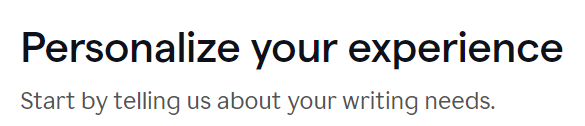 Personalize your experience
Start by telling us about your writing needs.